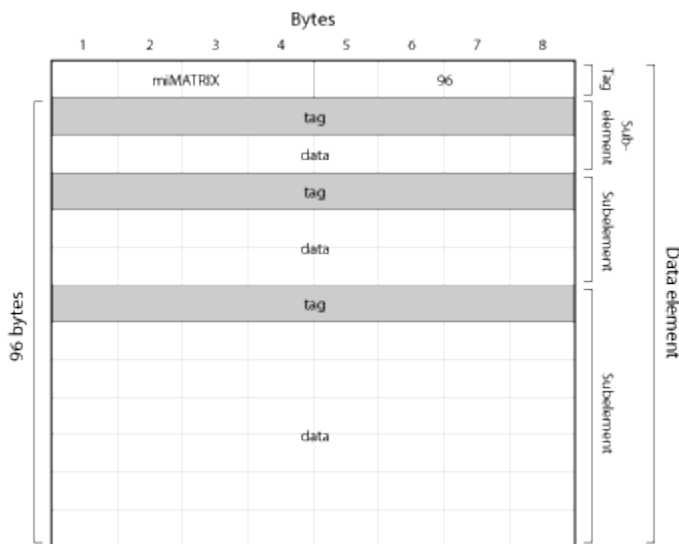 Bytes
1 2 3 4 5 6 7 8
miMATRIX 96
Tag
tag
Sub-
element
data
tag
Subelement
data
tag
Data element
96 bytes
Subelement
data